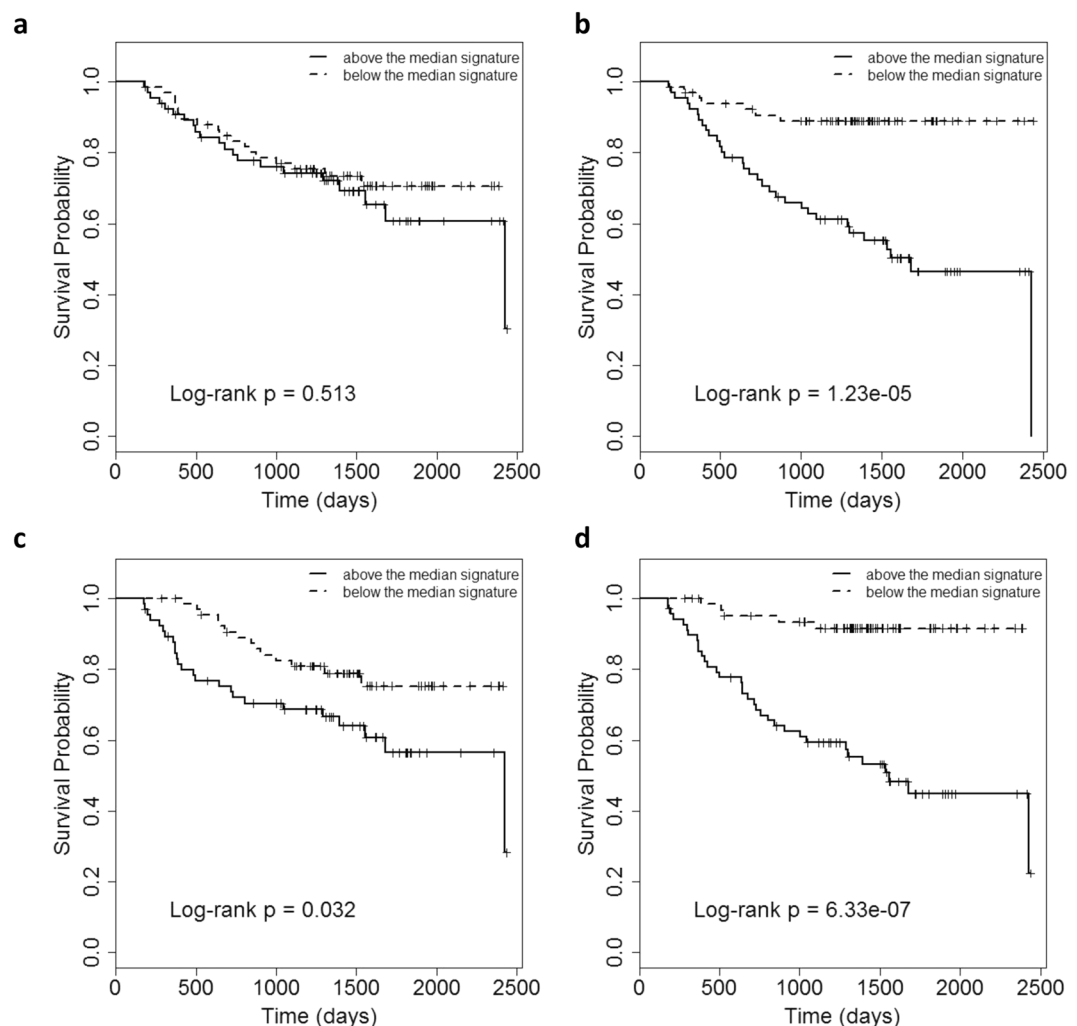 a
above the median signature
below the median signature
Survival Probability
1.0
0.8
0.6
0.4
0.2
0.0
Log-rank p = 0.513
0 500 1000 1500 2000 2500
Time (days)
b
above the median signature
below the median signature
Survival Probability
1.0
0.8
0.6
0.4
0.2
0.0
Log-rank p = 1.23e-05
0 500 1000 1500 2000 2500
Time (days)
c
above the median signature
below the median signature
Survival Probability
1.0
0.8
0.6
0.4
0.2
0.0
Log-rank p = 0.032
0 500 1000 1500 2000 2500
Time (days)
d
above the median signature
below the median signature
Survival Probability
1.0
0.8
0.6
0.4
0.2
0.0
Log-rank p = 6.33e-07
0 500 1000 1500 2000 2500
Time (days)